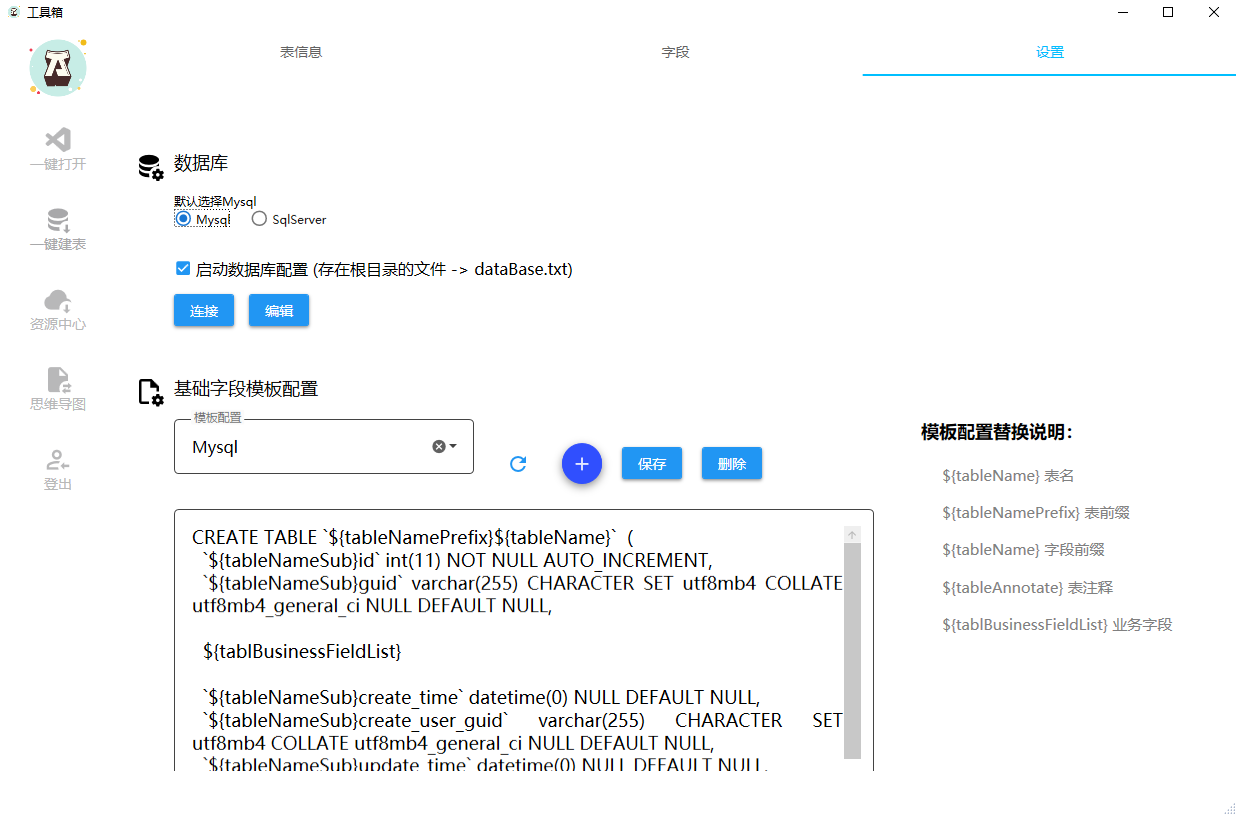 工具箱
表信息
字段
设置
一键打开
一键建表
资源中心
思维导图
登出
数据库
默认选择Mysql
Mysql
SqlServer
启动数据库配置 (存在根目录的文件 -> dataBase.txt)
连接
编辑
基础字段模板配置
模板配置
Mysql
保存
删除
CREATE TABLE `${tableNamePrefix}${tableName}` (
`${tableNameSub}id` int(11) NOT NULL AUTO_INCREMENT,
`${tableNameSub}guid` varchar(255) CHARACTER SET utf8mb4 COLLATE
utf8mb4_general_ci NULL DEFAULT NULL,
${tablBusinessFieldList}
`${tableNameSub}create_time` datetime(0) NULL DEFAULT NULL,
`${tableNameSub}create_user_guid` varchar(255) CHARACTER SET
utf8mb4 COLLATE utf8mb4_general_ci NULL DEFAULT NULL,
`${tableNameSub}update_time` datetime(0) NULL DEFAULT NULL,
模板配置替换说明：
${tableName} 表名
${tableNamePrefix} 表前缀
${tableName} 字段前缀
${tableAnnotate} 表注释
${tablBusinessFieldList} 业务字段